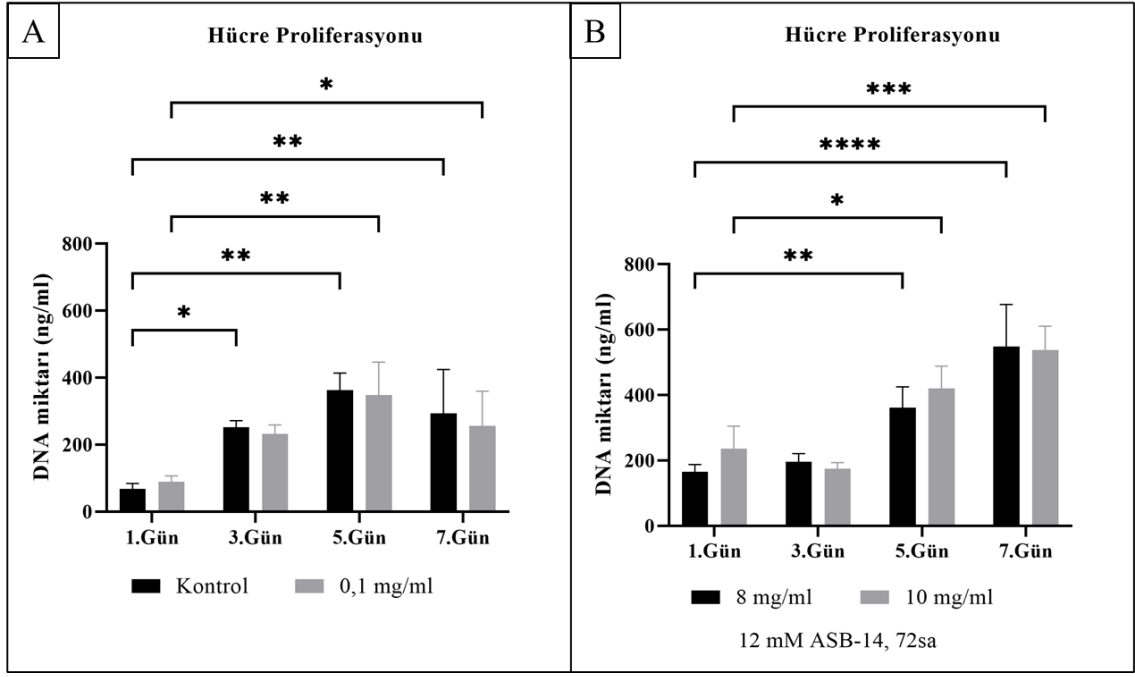 A
Hücre Proliferasyonu
*
**
**
**
*
800
600
400
200
0
DNA miktarı (ng/ml)
1.Gün 3.Gün 5.Gün 7.Gün
Kontrol 0,1 mg/ml
B
Hücre Proliferasyonu
***
****
*
**
800
600
400
200
0
DNA miktarı (ng/ml)
1.Gün 3.Gün 5.Gün 7.Gün
8 mg/ml 10 mg/ml
12 mM ASB-14, 72sa